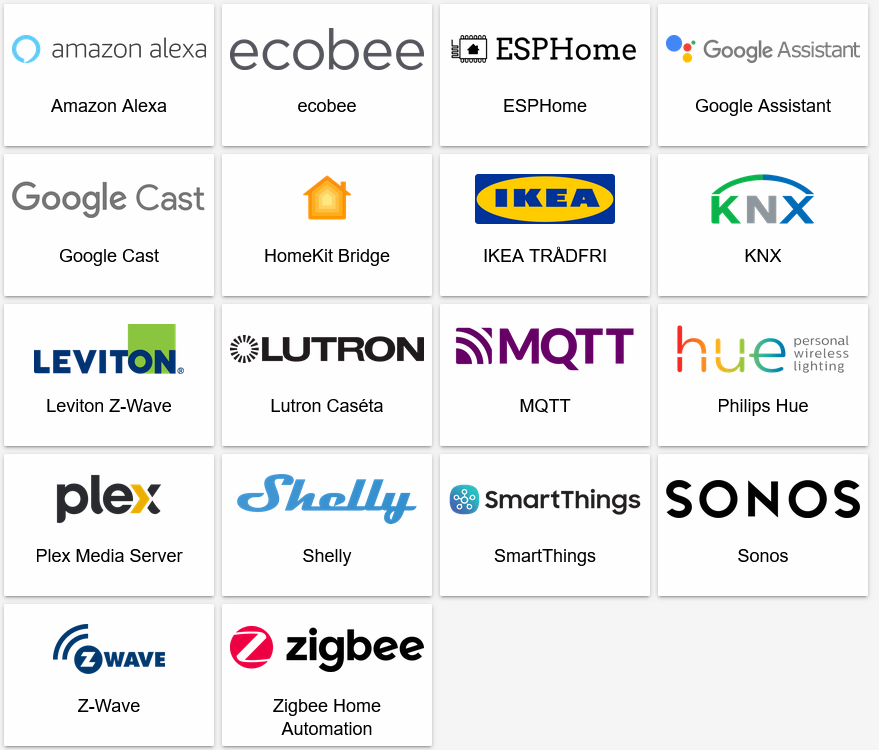 amazon alexa
Amazon Alexa
ecobee
ecobee
ESPHome
ESPHome
Google Assistant
Google Assistant
Google Cast
Google Cast
HomeKit Bridge
IKEA
IKEA TRÅDFRI
KNX
KNX
LEVITON®
Leviton Z-Wave
LUTRON
Lutron Caséta
MQTT
MQTT
hue personal
wireless
lighting
Philips Hue
plex
Plex Media Server
Shelly
Shelly
SmartThings
SmartThings
SONOS
Sonos
Z WAVE
Z-Wave
zigbee
Zigbee Home
Automation